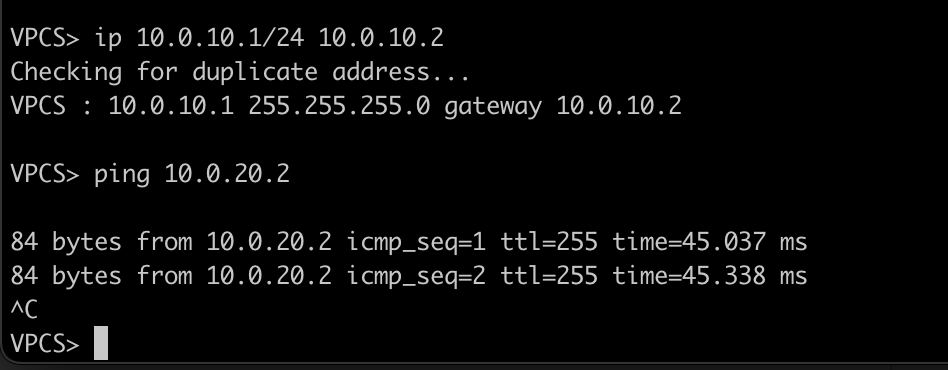 VPCS> ip 10.0.10.1/24 10.0.10.2
Checking for duplicate address...
VPCS : 10.0.10.1 255.255.255.0 gateway 10.0.10.2
VPCS> ping 10.0.20.2
84 bytes from 10.0.20.2 icmp_seq=1 ttl=255 time=45.037 ms
84 bytes from 10.0.20.2 icmp_seq=2 ttl=255 time=45.338 ms
^C
VPCS>